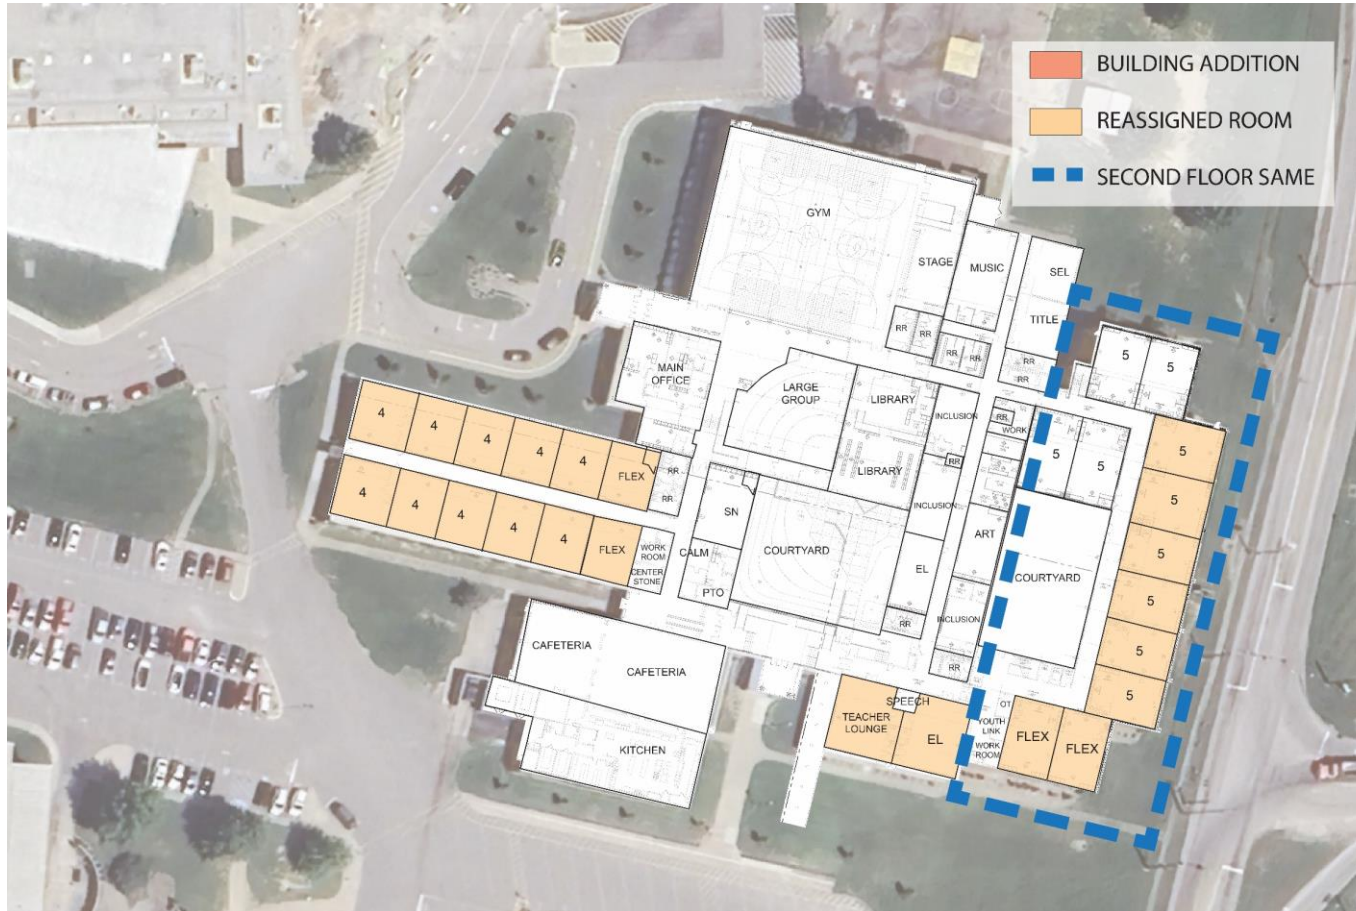 BUILDING ADDITION
REASSIGNED ROOM
SECOND FLOOR SAME
GYM
STAGE
MUSIC
SEL
TITLE
RR
RR
RR
RR
RR
RR
MAIN
OFFICE
LARGE
GROUP
LIBRARY
LIBRARY
INCLUSION
RR
WORK
RR
INCLUSION
5
5
5
5
5
5
5
5
5
5
4
4
4
4
4
FLEX
RR
RR
4
4
4
4
4
FLEX
WORK
ROOM
CENTER
STONE
CALM
SN
PTO
COURTYARD
EL
RR
ART
INCLUSION
RR
COURTYARD
CAFETERIA
CAFETERIA
KITCHEN
SPEECH
TEACHER
LOUNGE
EL
OT
YOUTH
LINK
WORK
ROOM
FLEX
FLEX